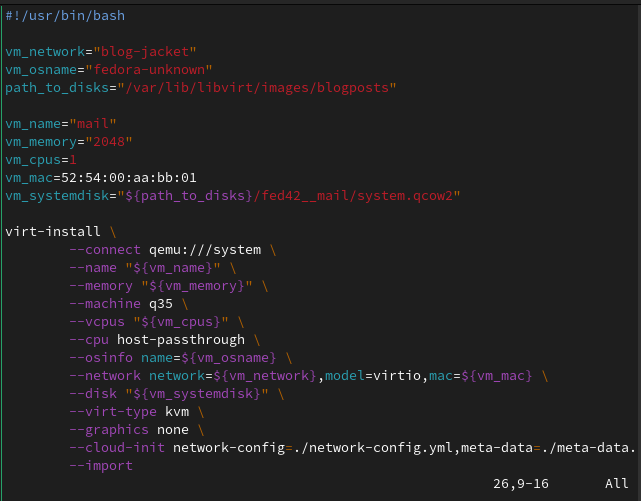 #!/usr/bin/bash
vm_network="blog-jacket"
vm_osname="fedora-unknown"
path_to_disks="/var/lib/libvirt/images/blogposts"
vm_name="mail"
vm_memory="2048"
vm_cpus=1
vm_mac=52:54:00:aa:bb:01
vm_systemdisk="${path_to_disks}/fed42__mail/system.qcow2"
virt-install \
--connect qemu:///system \
--name "${vm_name}" \
--memory "${vm_memory}" \
--machine q35 \
--vcpus "${vm_cpus}" \
--cpu host-passthrough \
--osinfo name=${vm_osname} \
--network network=${vm_network},model=virtio,mac=${vm_mac} \
--disk "${vm_systemdisk}" \
--virt-type kvm \
--graphics none \
--cloud-init network-config=./network-config.yml,meta-data=./meta-data.
--import
26,9-16 All